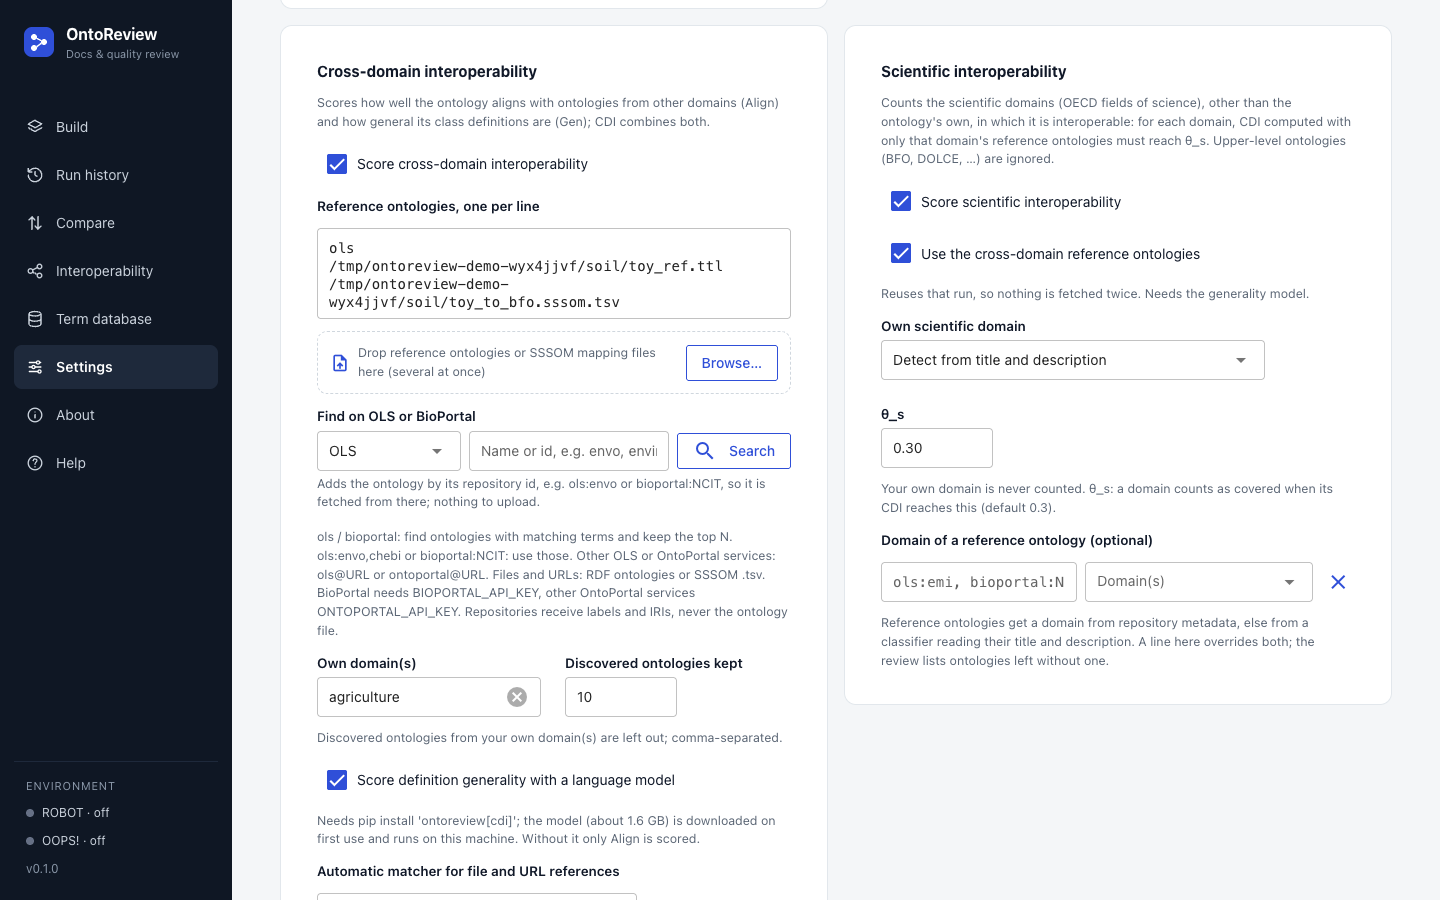 OntoReview
Docs & quality review
Build
Run history
Compare
Interoperability
Term database
Settings
About
Help
ENVIRONMENT
ROBOT · off
OOPS! · off
v0.1.0
Cross-domain interoperability
Scores how well the ontology aligns with ontologies from other domains (Align)
and how general its class definitions are (Gen); CDI combines both.
Score cross-domain interoperability
Reference ontologies, one per line
ols
/tmp/ontoreview-demo-wyx4jjvf/soil/toy_ref.ttl
/tmp/ontoreview-demo-
wyx4jjvf/soil/toy_to_bfo.sssom.tsv
Drop reference ontologies or SSSOM mapping files
here (several at once)
Browse...
Find on OLS or BioPortal
OLS
Name or id, e.g. envo, envi
Search
Adds the ontology by its repository id, e.g. ols:envo or bioportal:NCIT, so it is
fetched from there; nothing to upload.
ols / bioportal: find ontologies with matching terms and keep the top N.
ols:envo,chebi or bioportal:NCIT: use those. Other OLS or OntoPortal services:
ols@URL or ontoportal@URL. Files and URLs: RDF ontologies or SSSOM .tsv.
BioPortal needs BIOPORTAL_API_KEY, other OntoPortal services
ONTOPORTAL_API_KEY. Repositories receive labels and IRIs, never the ontology
file.
Own domain(s)
Discovered ontologies kept
agriculture
10
Discovered ontologies from your own domain(s) are left out; comma-separated.
Score definition generality with a language model
Needs pip install 'ontoreview[cdi]'; the model (about 1.6 GB) is downloaded on
first use and runs on this machine. Without it only Align is scored.
Automatic matcher for file and URL references
Scientific interoperability
Counts the scientific domains (OECD fields of science), other than the
ontology's own, in which it is interoperable: for each domain, CDI computed with
only that domain's reference ontologies must reach θ_s. Upper-level ontologies
(BFO, DOLCE, ...) are ignored.
Score scientific interoperability
Use the cross-domain reference ontologies
Reuses that run, so nothing is fetched twice. Needs the generality model.
Own scientific domain
Detect from title and description
θ_s
0.30
Your own domain is never counted. θ_s: a domain counts as covered when its
CDI reaches this (default 0.3).
Domain of a reference ontology (optional)
ols:emi, bioportal:N
Domain(s)
Reference ontologies get a domain from repository metadata, else from a
classifier reading their title and description. A line here overrides both; the
review lists ontologies left without one.